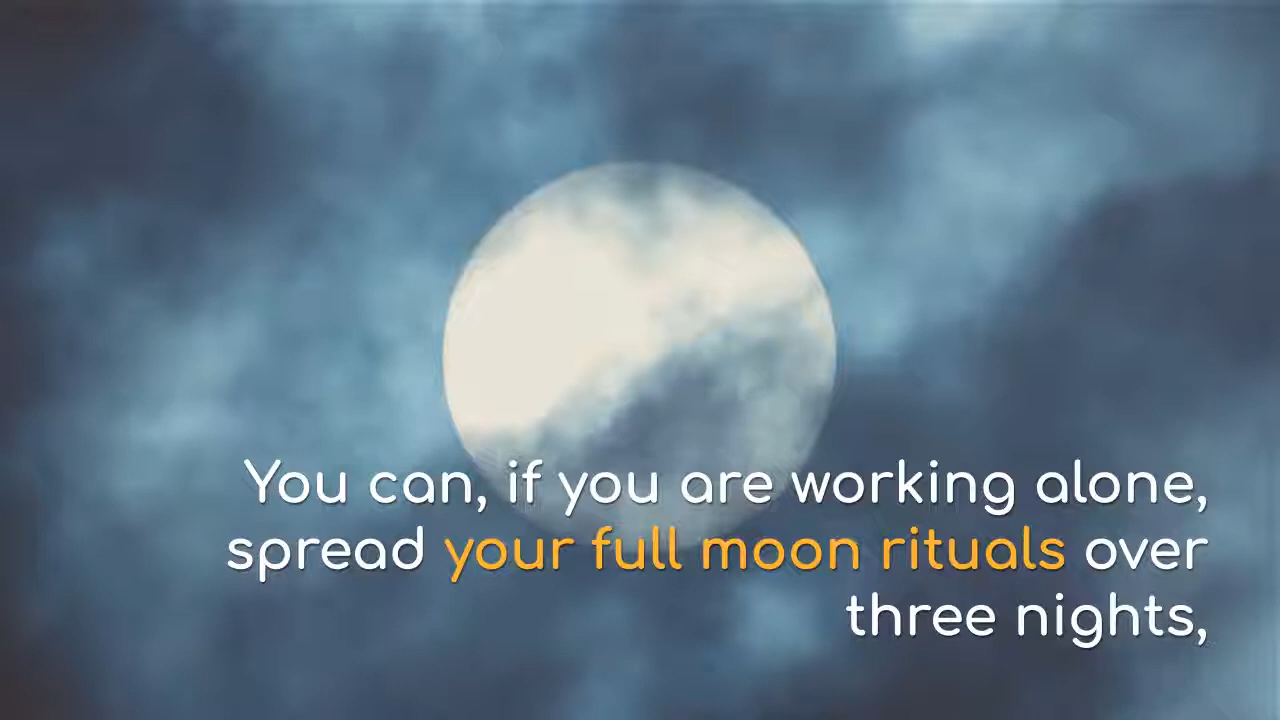 You can, if you are working alone,
spread your full moon rituals over
three nights,